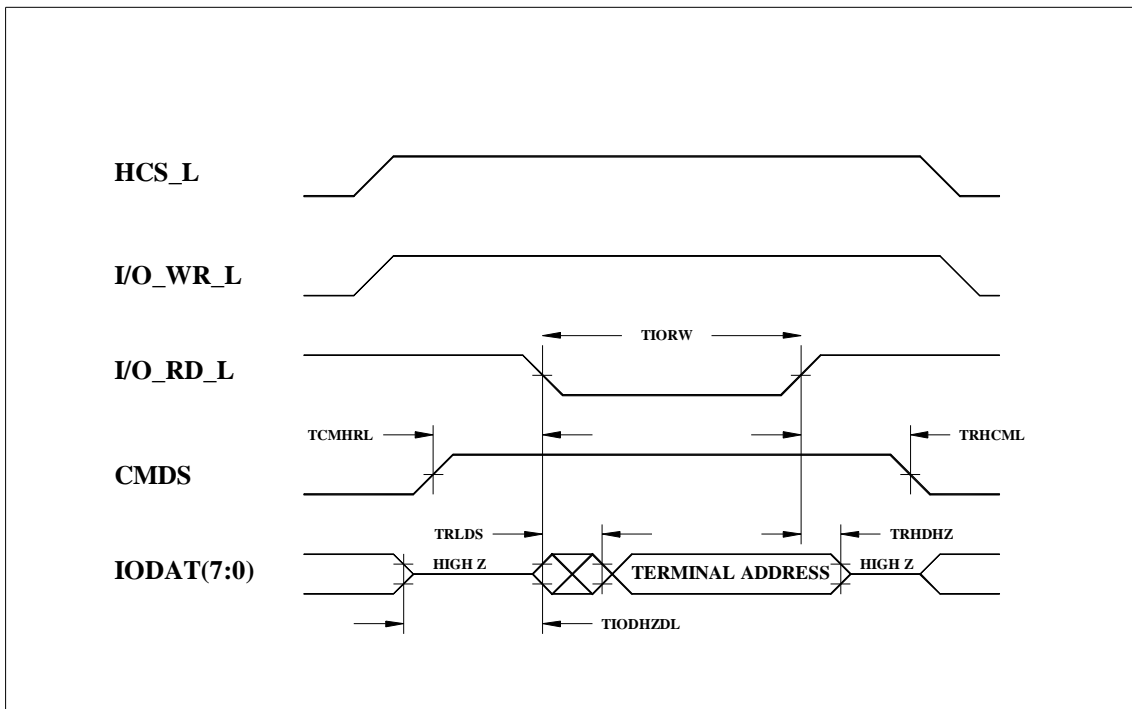 HCS_L
I/O_WR_L
TIORW
I/O_RD_L
TCMHRL
TRHCML
CMDS
TRLDS
TRHDHZ
IODAT(7:0)
HIGH Z
TERMINAL ADDRESS
HIGH Z
TIODHZDL